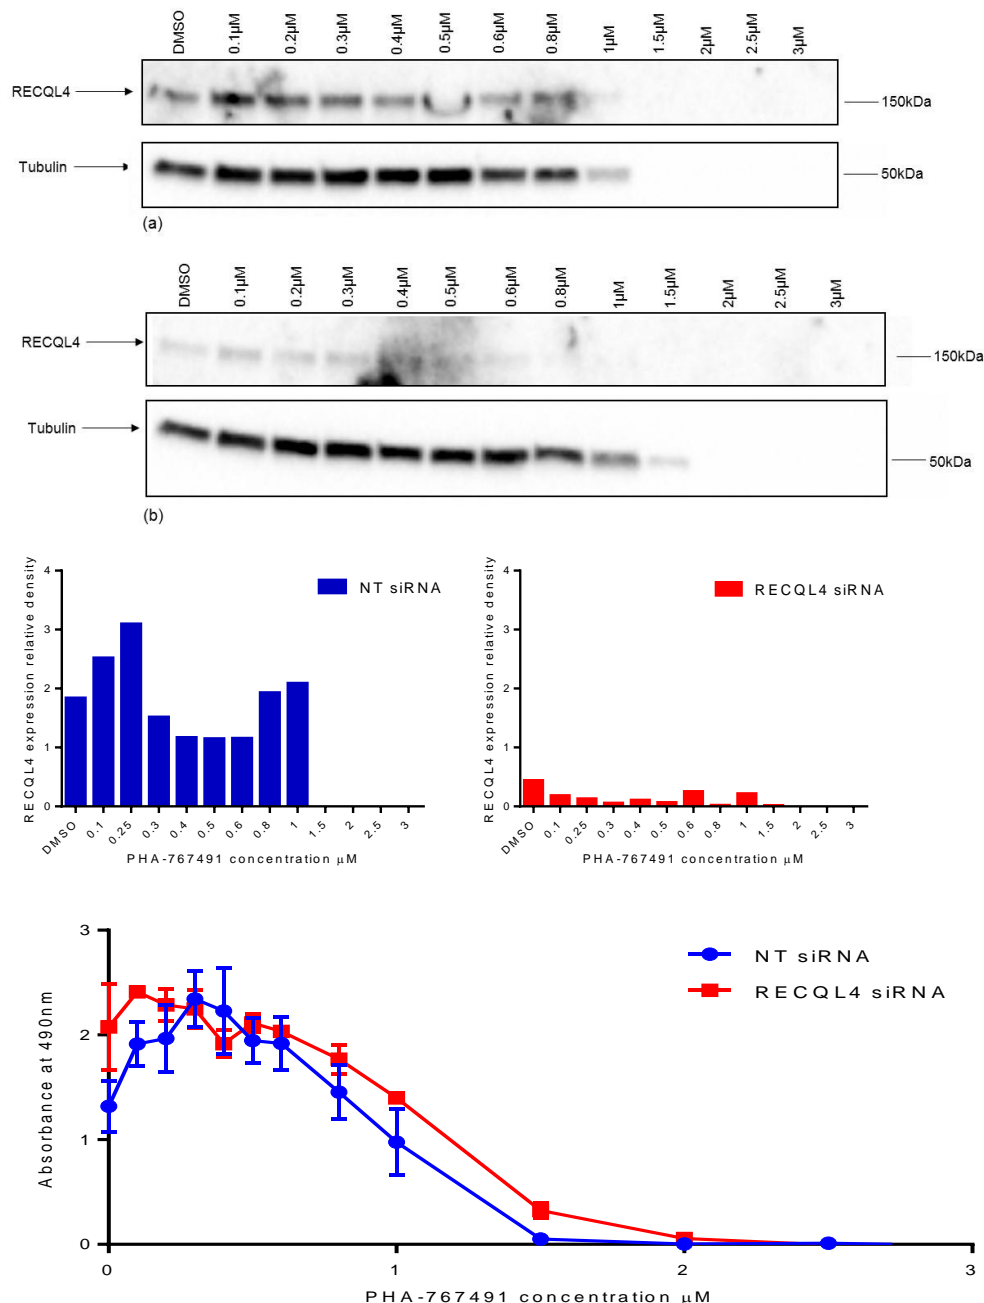 DMSO 0.1μM 0.2μM 0.3μM 0.4μM 0.5μM 0.6μM 0.8μM 1μM 1.5μM 2μM 2.5μM 3μM
RECQL4
150kDa
Tubulin
50kDa
(a)
DMSO 0.1μM 0.2μM 0.3μM 0.4μM 0.5μM 0.6μM 0.8μM 1μM 1.5μM 2μM 2.5μM 3μM
RECQL4
150kDa
Tubulin
50kDa
(b)
RECQL4 expression relative density
4
3
2
1
0
NT siRNA
DMSO 0.1 0.25 0.3 0.4 0.5 0.6 0.8 1 1.5 2 2.5 3
PHA-767491 concentration μM
RECQL4 expression relative density
4
3
2
1
0
RECQL4 siRNA
DMSO 0.1 0.25 0.3 0.4 0.5 0.6 0.8 1 1.5 2 2.5 3
PHA-767491 concentration μM
Absorbance at 490nm
3
2
1
0
NT siRNA
RECQL4 siRNA
0 1 2 3
PHA-767491 concentration μM